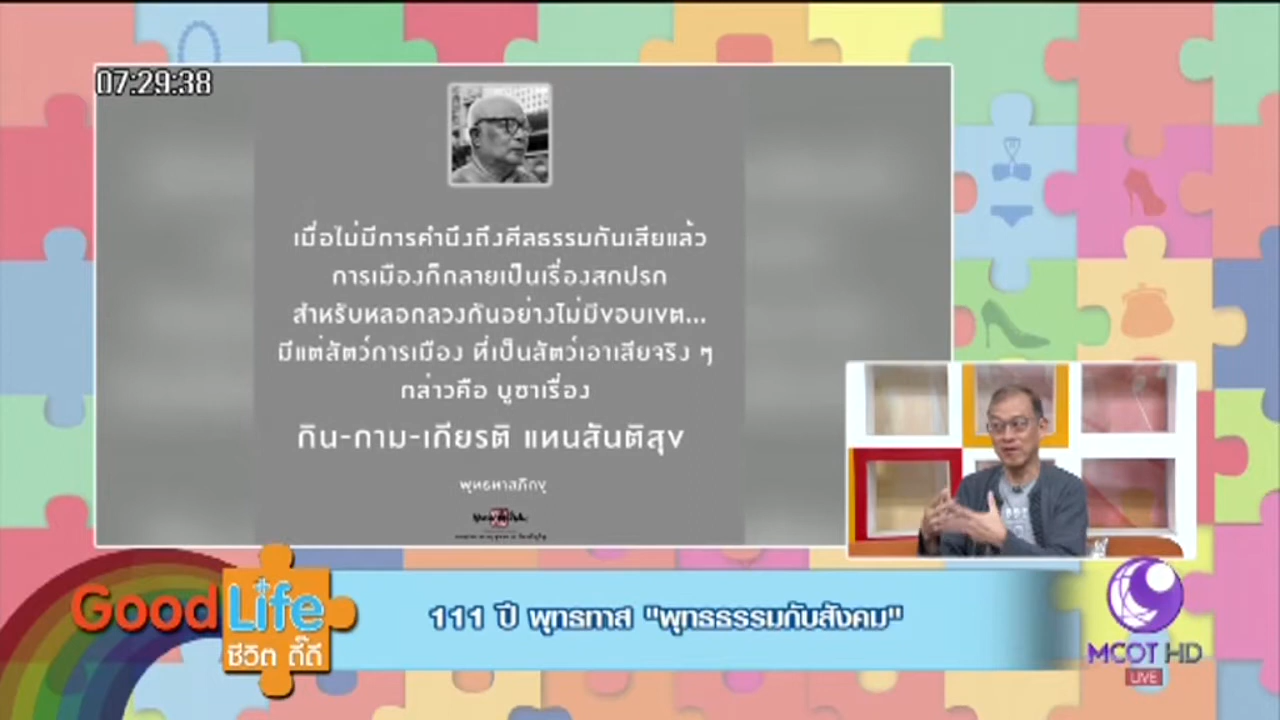 07:29:38
เมื่อไม่มีการคำนึงถึงศีลธรรมกันเสียแล้ว
การเมืองก็กลายเป็นเรื่องสกปรก
สำหรับหลอกลวงกันอย่างไม่มีขอบเขต...
มีแต่สัตว์การเมือง ที่เป็นสัตว์เอาเสียจริง ๆ
กล่าวคือ บูชาเรื่อง
กิน-กาม-เกียรติ แทนสันติสุข
พุทธทาสภิกขุ
Good Life
ชีวิต ดี๊ดี
111 ปี พุทธทาส "พุทธธรรมกับสังคม"
MCOT HD
LIVE